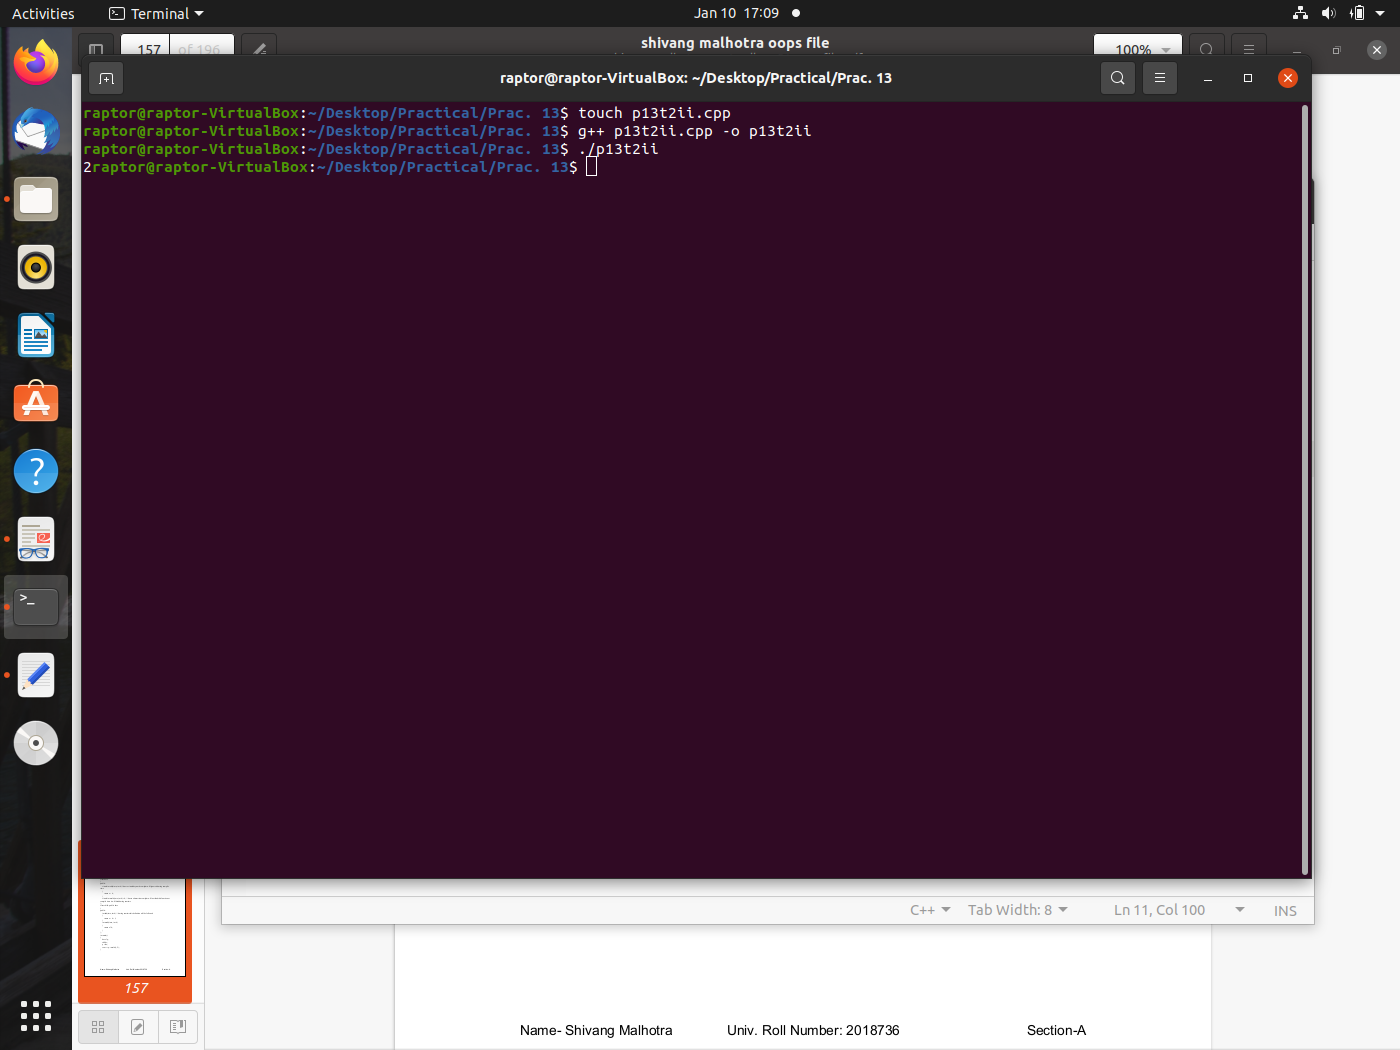 Activities
Terminal
Jan 10 17:09
157 of 196
shivang malhotra oops file
100%
raptor@raptor-VirtualBox: ~/Desktop/Practical/Prac. 13
raptor@raptor-VirtualBox:~/Desktop/Practical/Prac. 13$ touch p13t2ii.cpp
raptor@raptor-VirtualBox:~/Desktop/Practical/Prac. 13$ g++ p13t2ii.cpp -o p13t2ii
raptor@raptor-VirtualBox:~/Desktop/Practical/Prac. 13$ ./p13t2ii
2raptor@raptor-VirtualBox:~/Desktop/Practical/Prac. 13$
C++ Tab Width: 8 Ln 11, Col 100 INS
157
Name- Shivang Malhotra Univ. Roll Number: 2018736 Section-A